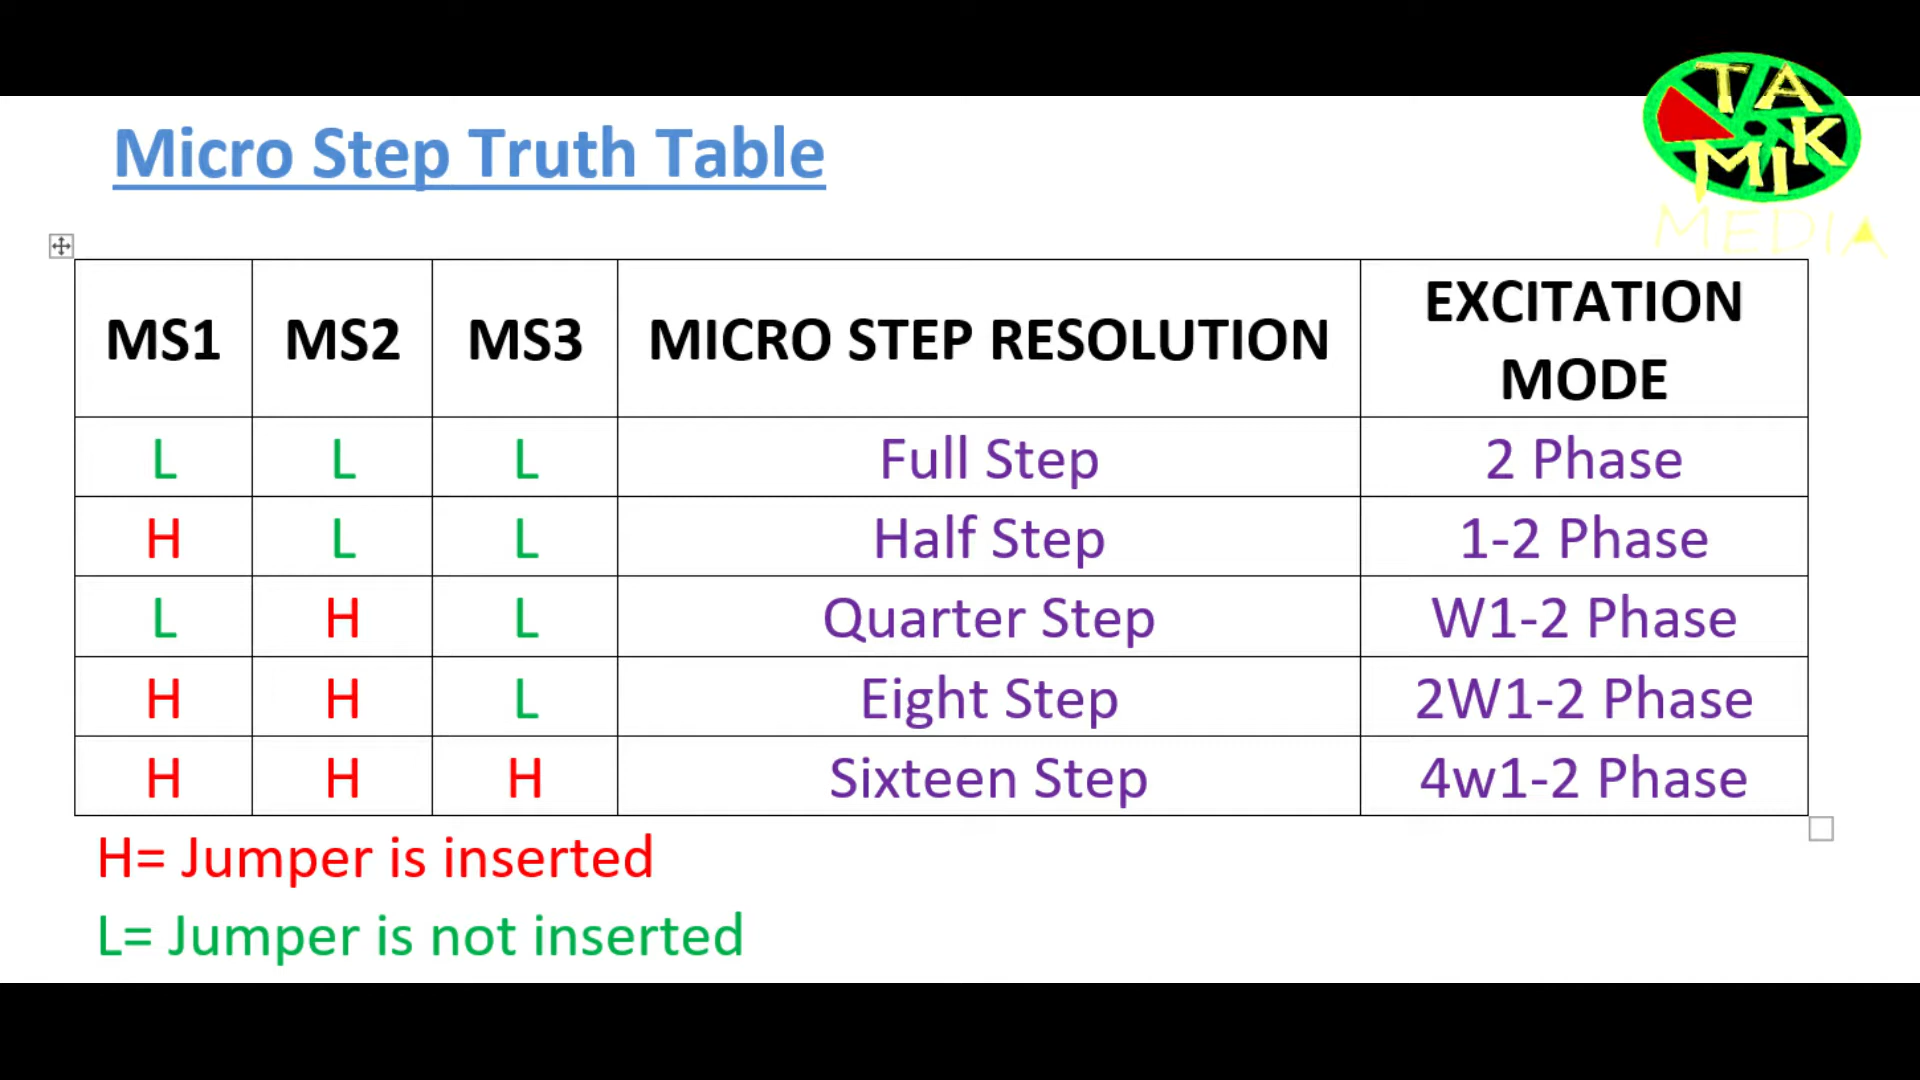 TA
MIK
MEDIA
Micro Step Truth Table
MS1 MS2 MS3 MICRO STEP RESOLUTION EXCITATION MODE
L L L Full Step 2 Phase
H L L Half Step 1-2 Phase
L H L Quarter Step W1-2 Phase
H H L Eight Step 2W1-2 Phase
H H H Sixteen Step 4w1-2 Phase
H= Jumper is inserted
L= Jumper is not inserted